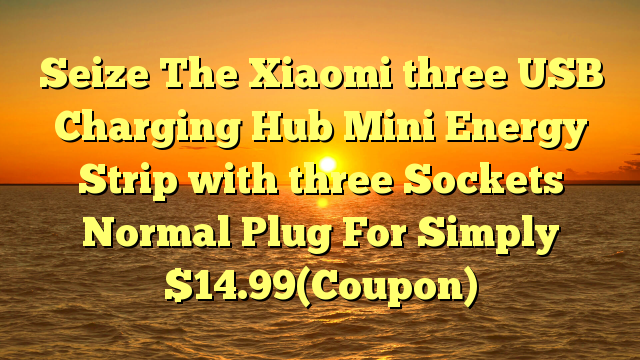 Seize The Xiaomi three USB
Charging Hub Mini Energy
Strip with three Sockets
Normal Plug For Simply
$14.99(Coupon)